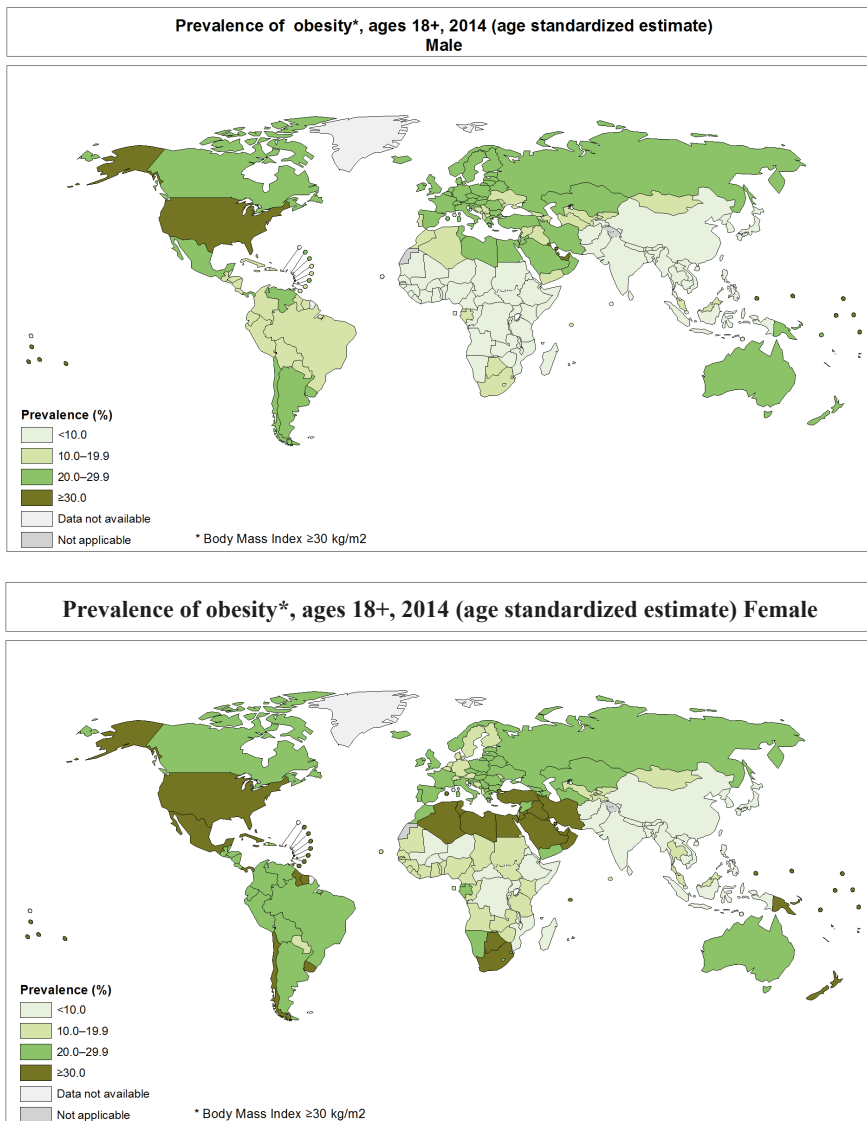 Prevalence of  obesity*, ages 18+, 2014 (age standardized estimate)
Male
Prevalence (%)
<10.0
10.0–19.9
20.0–29.9
≥30.0
Data not available
Not applicable
* Body Mass Index ≥30 kg/m2
Prevalence of obesity*, ages 18+, 2014 (age standardized estimate) Female
Prevalence (%)
<10.0
10.0–19.9
20.0–29.9
≥30.0
Data not available
Not applicable
* Body Mass Index ≥30 kg/m2